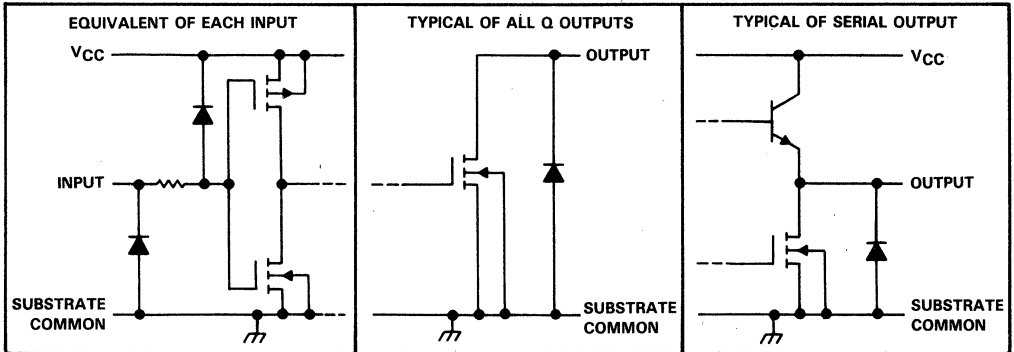 EQUIVALENT OF EACH INPUT
VCC
INPUT
SUBSTRATE
COMMON
TYPICAL OF ALL Q OUTPUTS
OUTPUT
SUBSTRATE
COMMON
TYPICAL OF SERIAL OUTPUT
VCC
OUTPUT
SUBSTRATE
COMMON